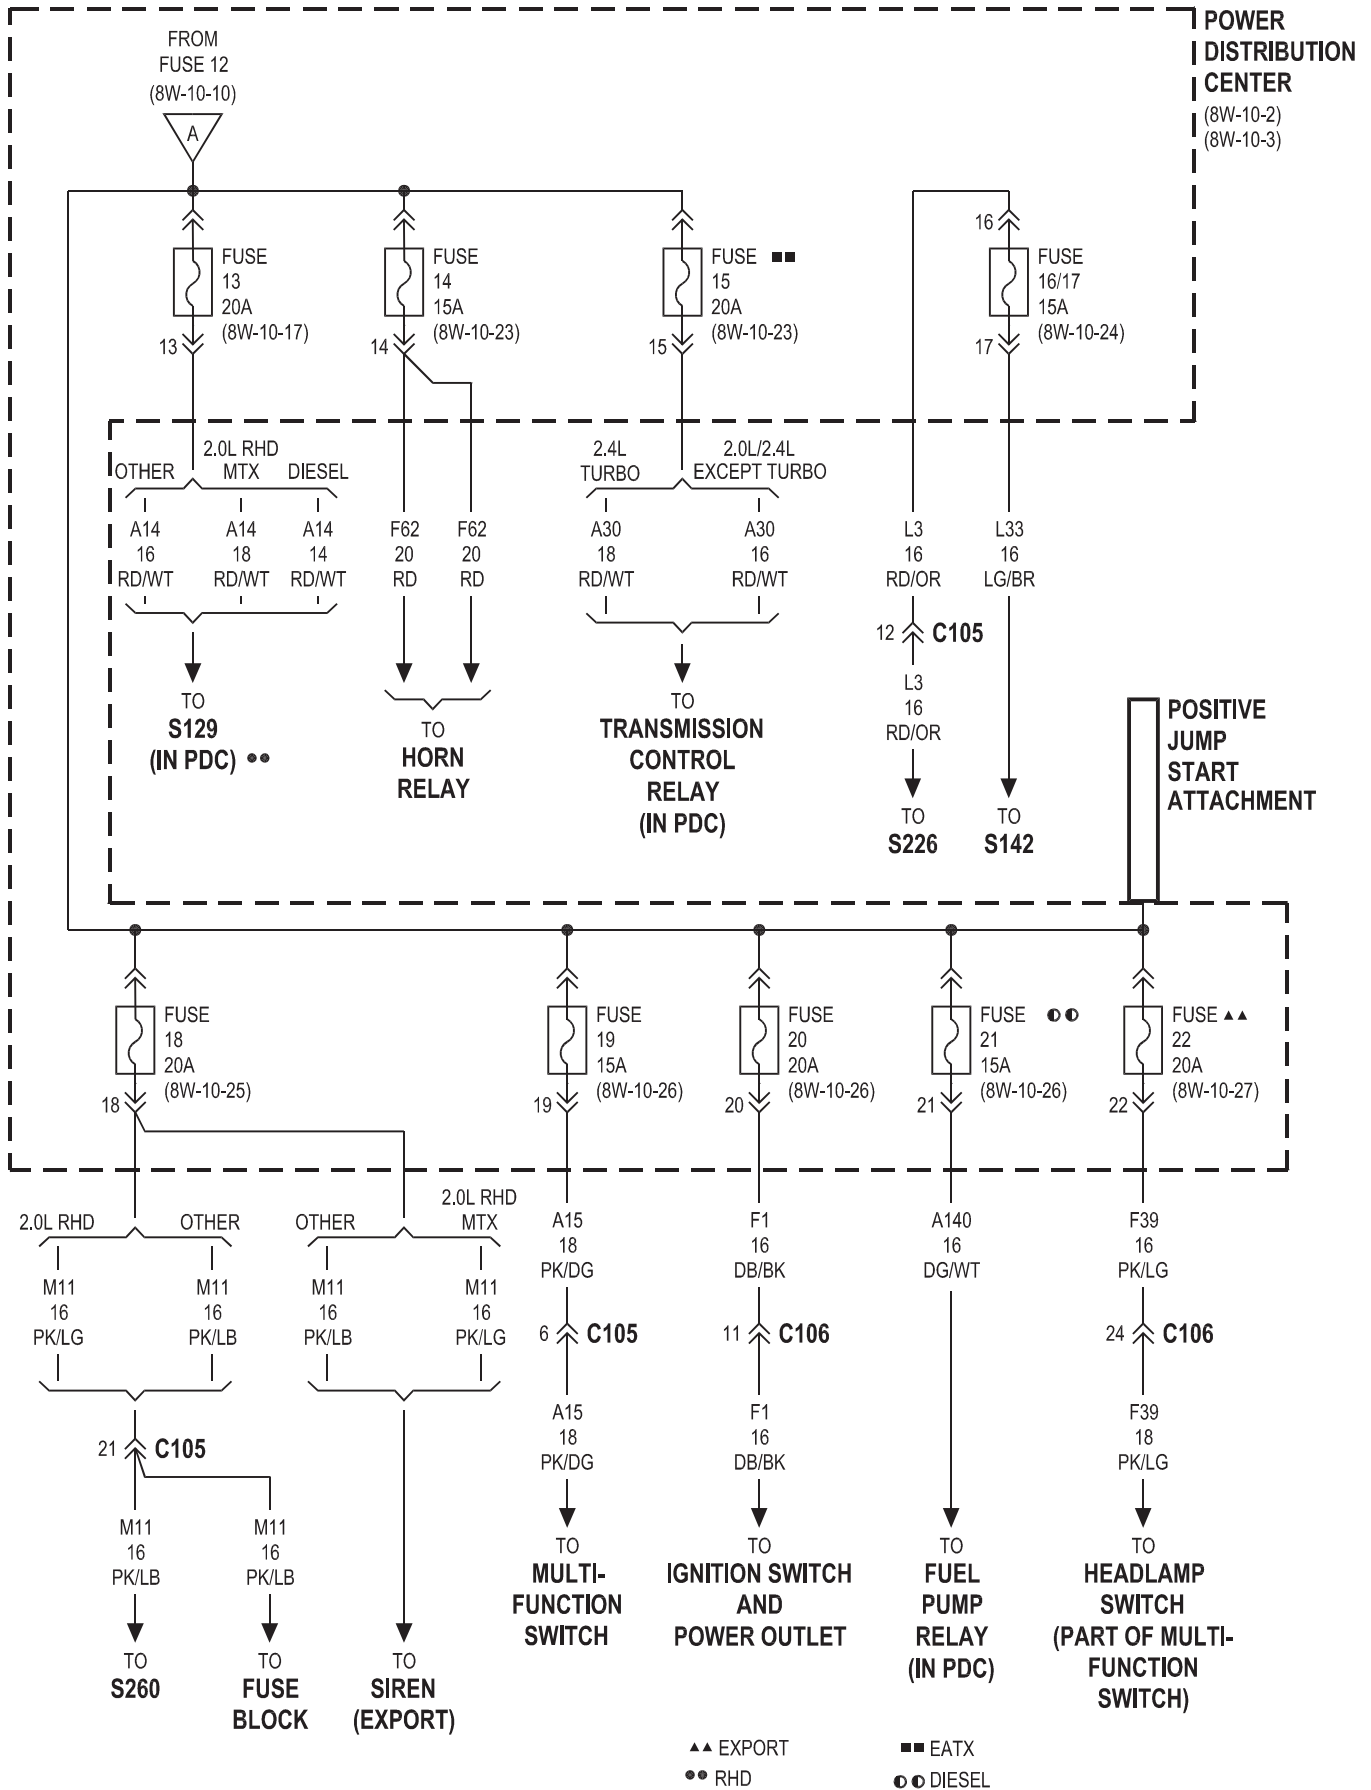 POWER
DISTRIBUTION
CENTER
(8W-10-2)
(8W-10-3)
FROM
FUSE 12
(8W-10-10)
A
FUSE
13
20A
(8W-10-17)
13
FUSE
14
15A
(8W-10-23)
14
FUSE ■■
15
20A
(8W-10-23)
15
16
FUSE
16/17
15A
(8W-10-24)
17
OTHER
2.0L RHD
MTX
DIESEL
A14
16
RD/WT
A14
18
RD/WT
A14
14
RD/WT
TO
S129
(IN PDC) ●●
F62
20
RD
F62
20
RD
TO
HORN
RELAY
2.4L
TURBO
2.0L/2.4L
EXCEPT TURBO
A30
18
RD/WT
A30
16
RD/WT
TO
TRANSMISSION
CONTROL
RELAY
(IN PDC)
L3
16
RD/OR
12 C105
L3
16
RD/OR
TO
S226
L33
16
LG/BR
TO
S142
POSITIVE
JUMP
START
ATTACHMENT
FUSE
18
20A
(8W-10-25)
18
FUSE
19
15A
(8W-10-26)
19
FUSE
20
20A
(8W-10-26)
20
FUSE ◐◐
21
15A
(8W-10-26)
21
FUSE ▲▲
22
20A
(8W-10-27)
22
2.0L RHD
OTHER
M11
16
PK/LG
M11
16
PK/LB
21 C105
M11
16
PK/LB
TO
S260
M11
16
PK/LB
TO
FUSE
BLOCK
OTHER
2.0L RHD
MTX
M11
16
PK/LB
M11
16
PK/LG
TO
SIREN
(EXPORT)
A15
18
PK/DG
6 C105
A15
18
PK/DG
TO
MULTI-
FUNCTION
SWITCH
F1
16
DB/BK
11 C106
F1
16
DB/BK
TO
IGNITION SWITCH
AND
POWER OUTLET
A140
16
DG/WT
TO
FUEL
PUMP
RELAY
(IN PDC)
F39
16
PK/LG
24 C106
F39
18
PK/LG
TO
HEADLAMP
SWITCH
(PART OF MULTI-
FUNCTION
SWITCH)
▲▲ EXPORT
■■ EATX
●● RHD
◐◐ DIESEL